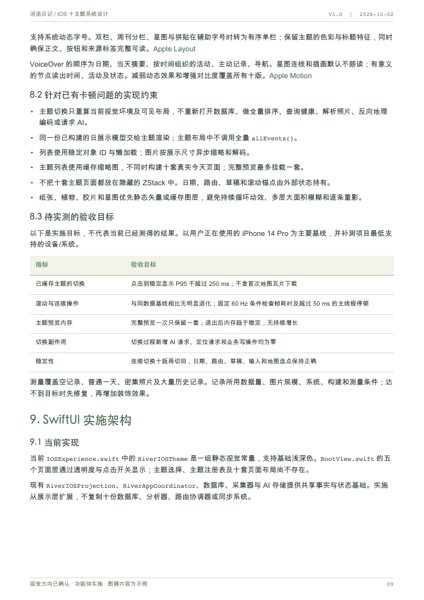 河流日记 / iOS 十主题系统设计
V1.0 | 2026-10-02
支持系统动态字号。双栏、周刊分栏、星图与拼贴在辅助字号时转为有序单栏；保留主题的色彩与标题特征，同时
确保正文、按钮和来源标签完整可读。Apple Layout
VoiceOver 的顺序为日期、当天摘要、按时间组织的活动、主动记录、导航。星图连线和插画默认不朗读；有意义
的节点读出时间、活动及状态。减弱动态效果和增强对比度覆盖所有十版。Apple Motion
8.2 针对已有卡顿问题的实现约束
• 主题切换只重算当前视觉环境及可见布局，不重新打开数据库、做全量排序、查询健康、解析照片、反向地理
编码或请求 AI。
• 同一份已构建的日展示模型交给主题渲染；主题布局中不调用全量 allEvents()。
• 列表使用稳定对象 ID 与懒加载；图片按展示尺寸异步缩略和解码。
• 主题列表使用缓存缩略图，不同时构建十套真实今天页面；完整预览最多挂载一套。
• 不把十套主题页面都放在隐藏的 ZStack 中。日期、路由、草稿和滚动锚点由外部状态持有。
• 纸张、植物、胶片和星图优先静态矢量或缓存图层，避免持续循环动效、多层大面积模糊和逐条重影。
8.3 待实测的验收目标
以下是实施目标，不代表当前已经测得的结果。以用户正在使用的 iPhone 14 Pro 为主要基线，并补测项目最低支
持的设备/系统。
指标 验收目标
已缓存主题的切换 点击到稳定显示 P95 不超过 250 ms；不含首次地图瓦片下载
滚动与连续操作 与同数据基线相比无明显退化；固定 60 Hz 条件检查帧耗时及超过 50 ms 的主线程停顿
主题预览内存 完整预览一次只保留一套；退出后内存趋于稳定，无持续增长
切换副作用 切换过程新增 AI 请求、定位请求和业务写操作均为零
稳定性 连续切换十版再切回，日期、路由、草稿、输入和地图选点保持正确
测量覆盖空记录、普通一天、密集照片及大量历史记录。记录所用数据量、图片规模、系统、构建和测量条件；达
不到目标时先修复，再增加装饰效果。
9. SwiftUI 实施架构
9.1 当前实现
当前 IOSExperience.swift 中的 RiverIOSTheme 是一组静态视觉常量，支持基础浅深色。RootView.swift 的五
个页面层通过透明度与点击开关显示；主题选择、主题注册表及十套页面布局尚不存在。
现有 RiverIOSProjection、RiverAppCoordinator、数据库、采集器与 AI 存储提供共享事实与状态基础。实施
从展示层扩展，不复制十份数据库、分析器、路由协调器或同步系统。
视觉方向已确认 · 功能待实施 · 图稿内容为示例
09